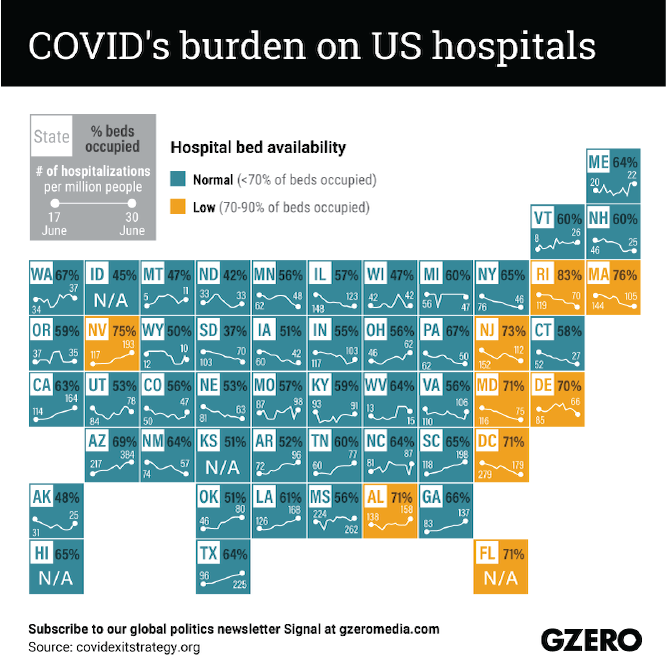 COVID's burden on US hospitals
State
% beds
occupied
# of hospitalizations
per million people
17
June
30
June
Hospital bed availability
Normal (<70% of beds occupied)
Low (70-90% of beds occupied)
ME 64%
20 22
VT 60% NH 60%
8 26 46 25
WA 67% ID 45% MT 47% ND 42% MN 56% IL 57% WI 47% MI 60% NY 65% RI 83% MA 76%
34 37 N/A 5 11 33 33 62 48 148 123 42 42 56 47 76 46 119 70 144 105
OR 59% NV 75% WY 50% SD 37% IA 51% IN 55% OH 56% PA 67% NJ 73% CT 58%
37 35 117 193 12 10 103 70 60 42 117 103 46 62 62 50 152 112 52 27
CA 63% UT 53% CO 56% NE 53% MO 57% KY 59% WV 64% VA 56% MD 71% DE 70%
114 164 84 78 50 47 81 63 87 98 93 91 13 15 110 106 116 75 85 66
AZ 69% NM 64% KS 51% AR 52% TN 60% NC 64% SC 65% DC 71%
217 384 74 57 N/A 72 96 60 77 81 87 118 198 279 179
AK 48% OK 51% LA 61% MS 56% AL 71% GA 66%
31 25 46 80 126 168 224 262 138 158 83 137
HI 65% TX 64% FL 71%
N/A 96 225 N/A
Subscribe to our global politics newsletter Signal at gzeromedia.com
Source: covidexitstrategy.org
GZERO